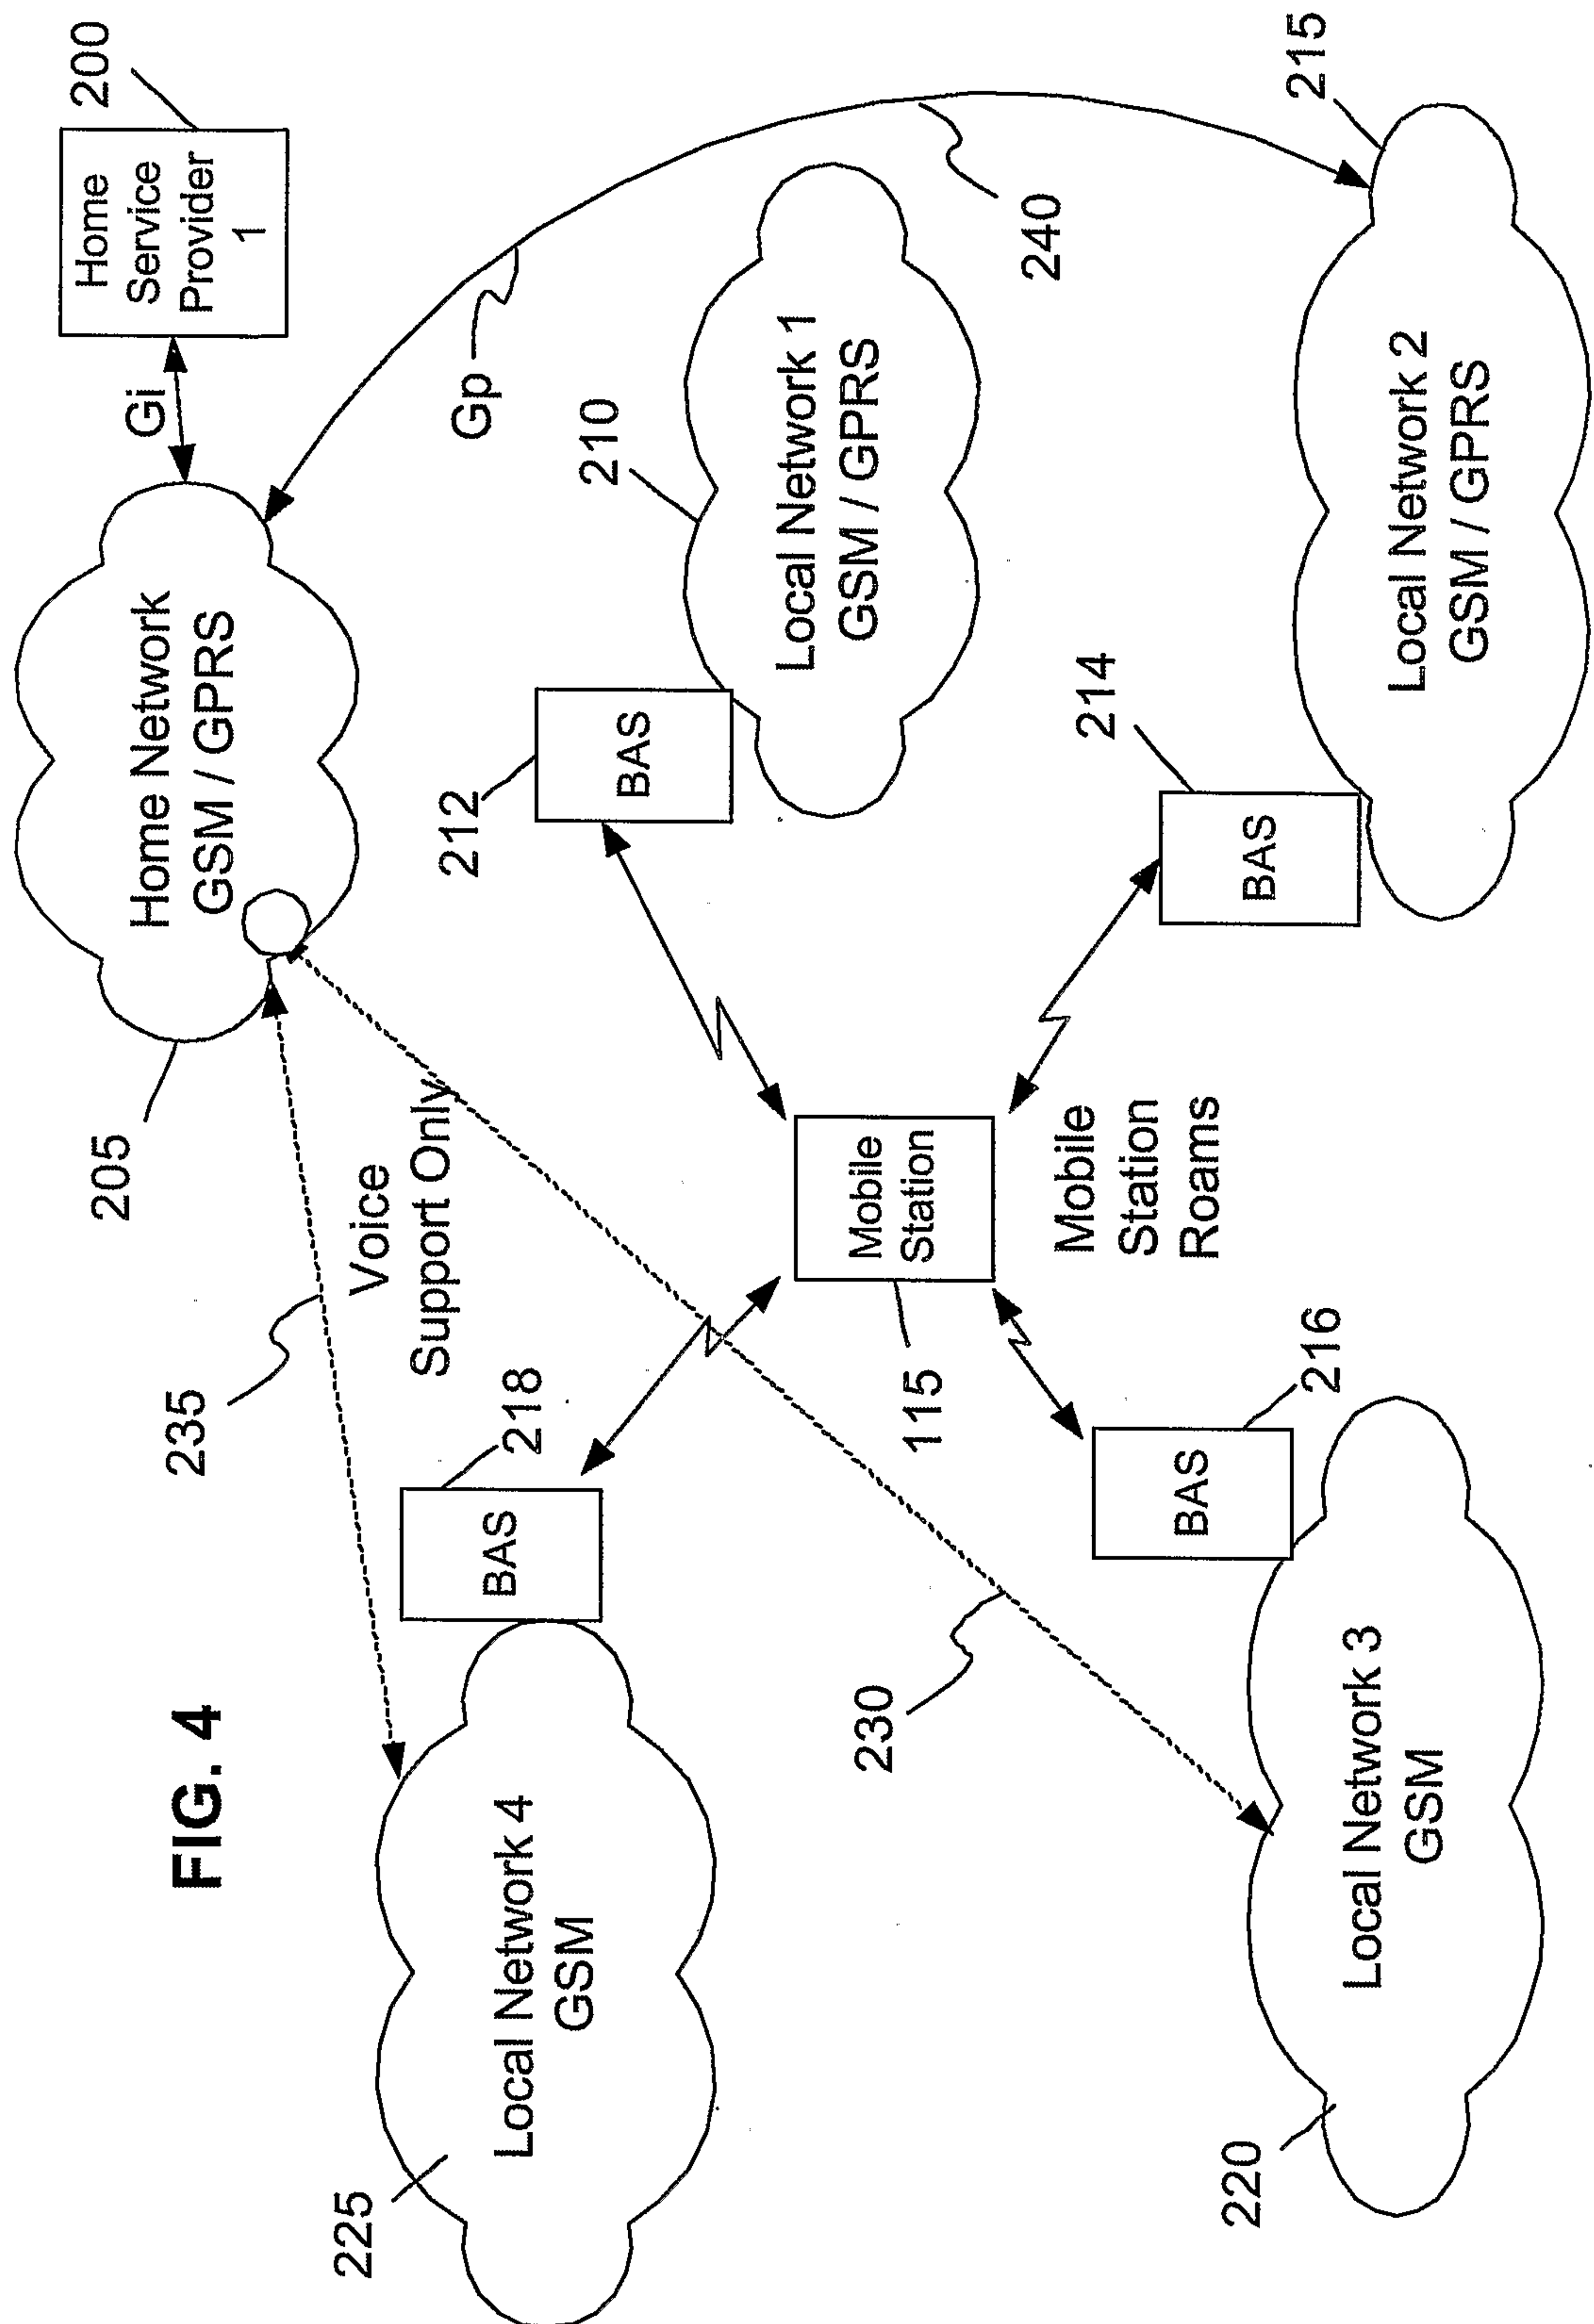 FIG. 4
225
Local Network 4
GSM
235
218
BAS
Voice
Support Only
205
Home Network
GSM / GPRS
Gi
200
Home
Service
Provider
1
Gp
212
BAS
210
Local Network 1
GSM / GPRS
240
230
115
Mobile
Station
Mobile
Station
Roams
220
Local Network 3
GSM
216
BAS
214
BAS
215
Local Network 2
GSM / GPRS